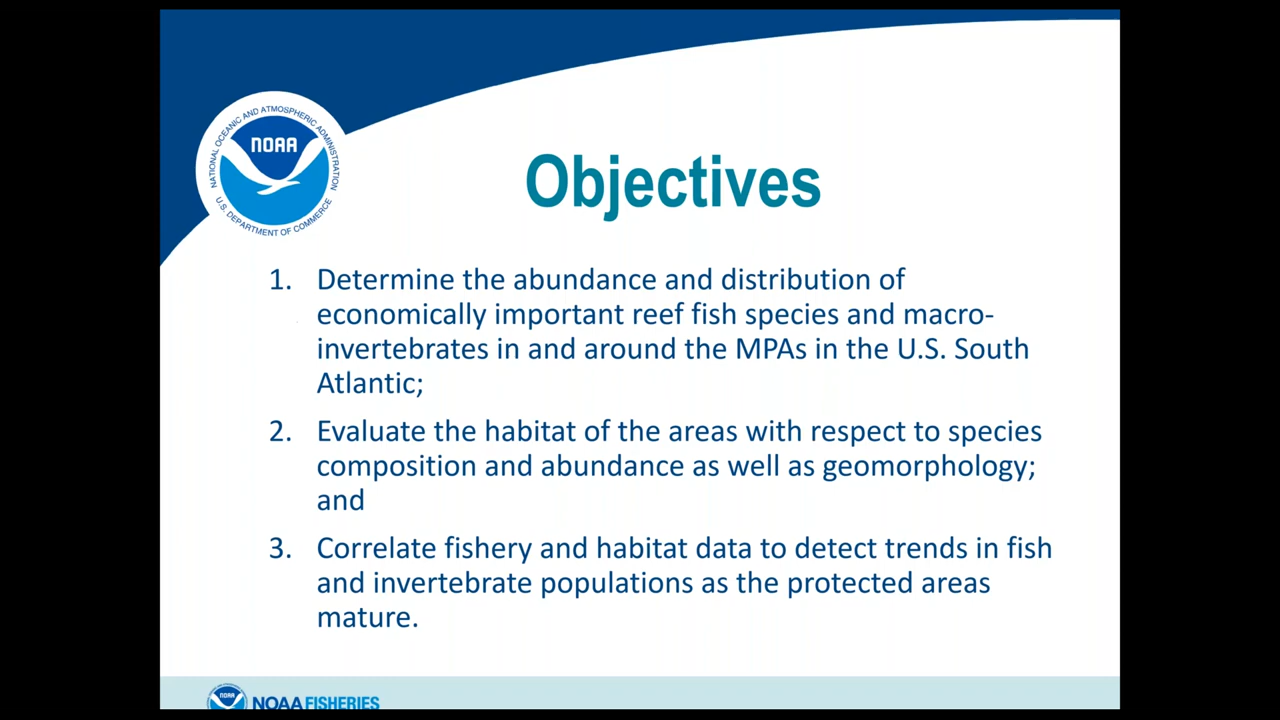 NATIONAL OCEANIC AND ATMOSPHERIC ADMINISTRATION
NOAA
U.S. DEPARTMENT OF COMMERCE
Objectives
1. Determine the abundance and distribution of
economically important reef fish species and macro-
invertebrates in and around the MPAs in the U.S. South
Atlantic;
2. Evaluate the habitat of the areas with respect to species
composition and abundance as well as geomorphology;
and
3. Correlate fishery and habitat data to detect trends in fish
and invertebrate populations as the protected areas
mature.
NOAA
NOAA FISHERIES